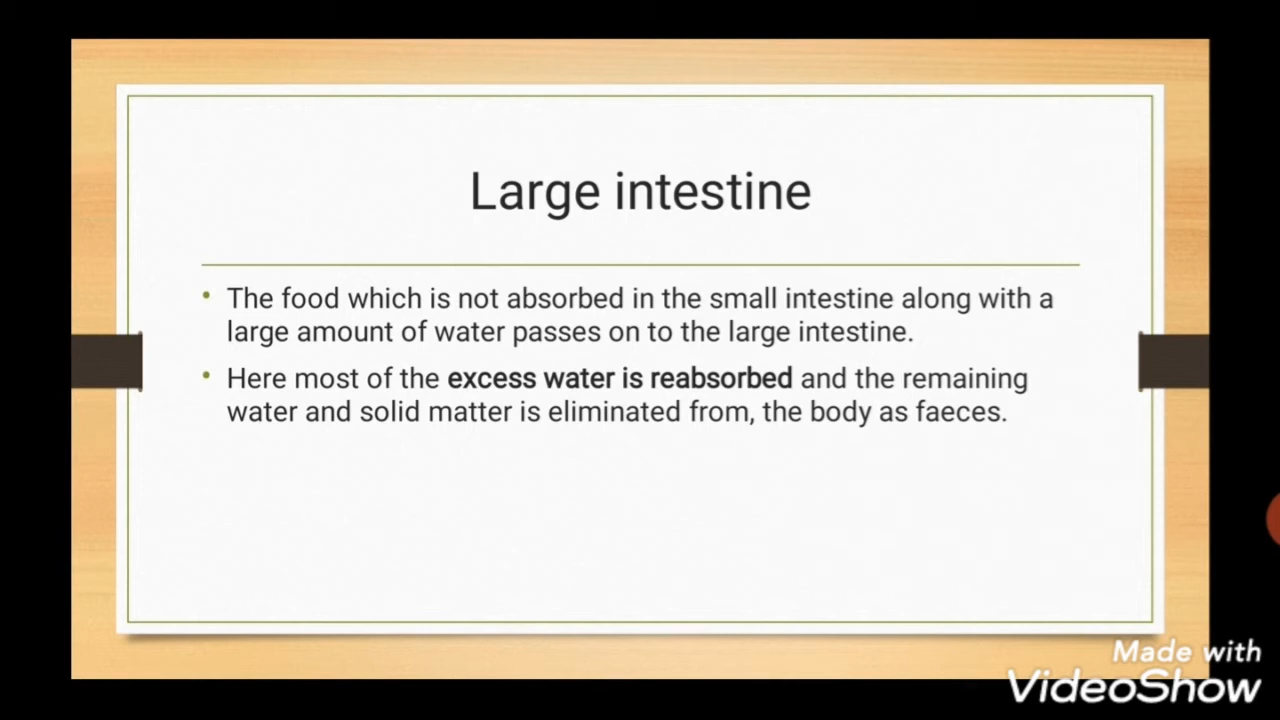 Large intestine
• The food which is not absorbed in the small intestine along with a
large amount of water passes on to the large intestine.
• Here most of the excess water is reabsorbed and the remaining
water and solid matter is eliminated from, the body as faeces.
Made with
VideoShow